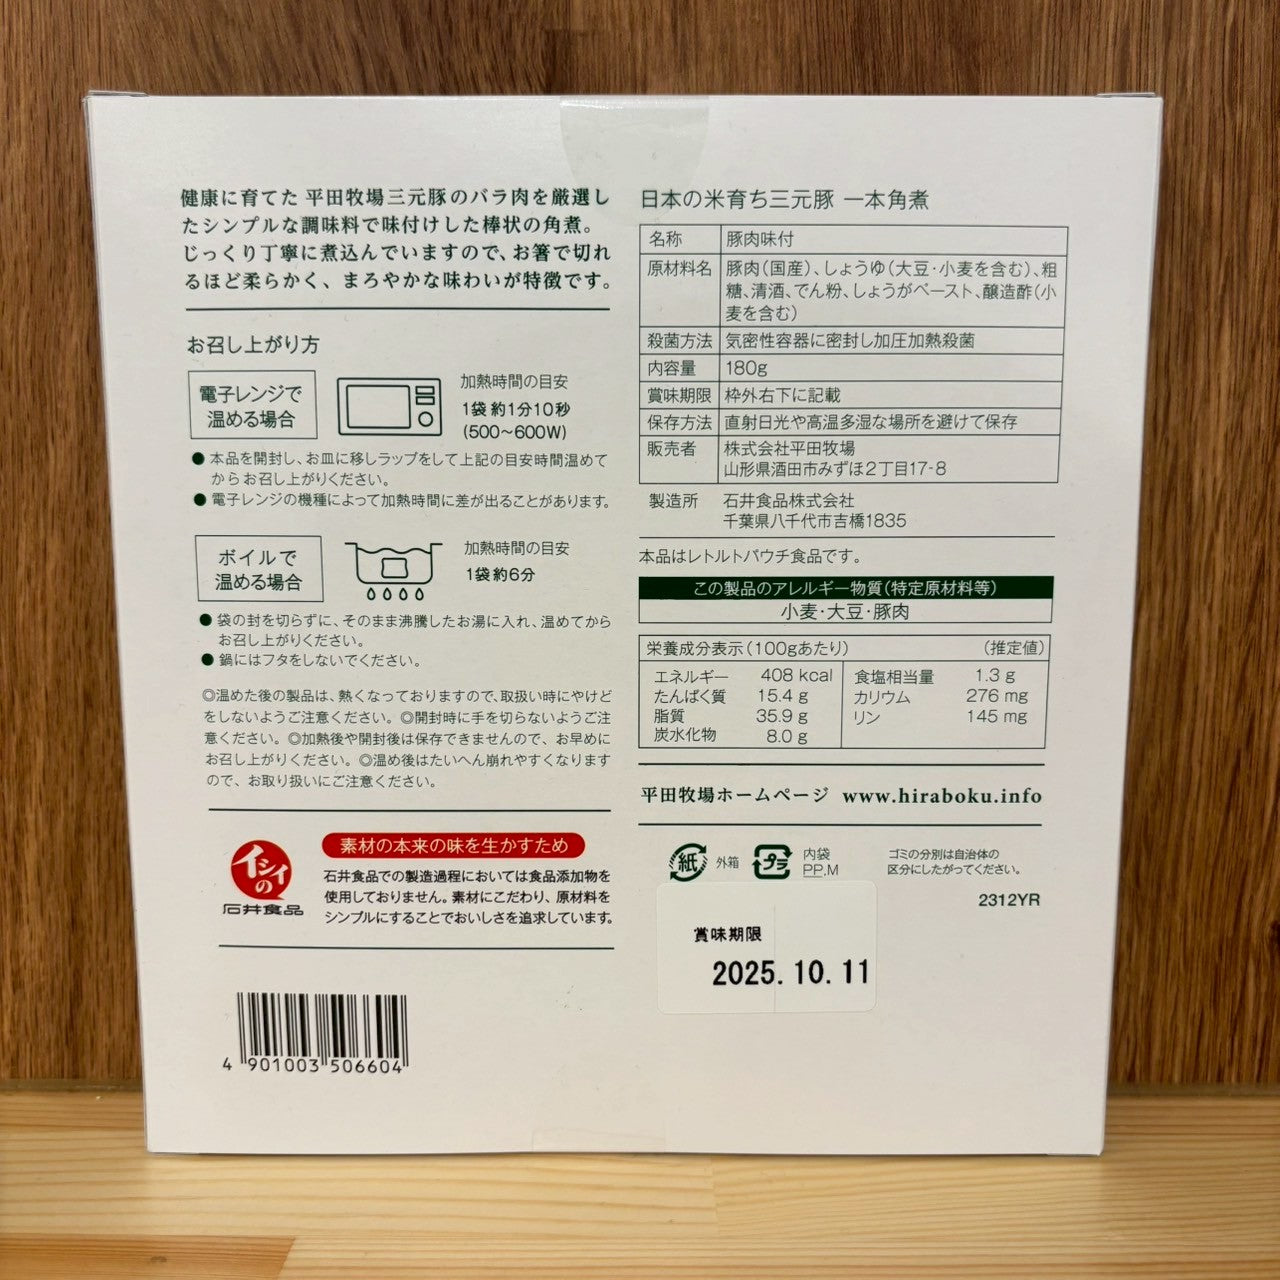 健康に育てた 平田牧場三元豚のバラ肉を厳選し
たシンプルな調味料で味付けした棒状の角煮。
じっくり丁寧に煮込んでいますので、お箸で切れ
るほど柔らかく、まろやかな味わいが特徴です。
お召し上がり方
電子レンジで
温める場合
加熱時間の目安
1袋 約1分10秒
(500〜600W)
●本品を開封し、お皿に移しラップをして上記の目安時間温めて
からお召し上がりください。
●電子レンジの機種によって加熱時間に差が出ることがあります。
ボイルで
温める場合
加熱時間の目安
1袋 約6分
●袋の封を切らずに、そのまま沸騰したお湯に入れ、温めてから
お召し上がりください。
●鍋にはフタをしないでください。
◎温めた後の製品は、熱くなっておりますので、取扱い時にやけど
をしないようご注意ください。◎開封時に手を切らないようご注
意ください。◎加熱後や開封後は保存できませんので、お早めに
お召し上がりください。◎温め後はたいへん崩れやすくなります
ので、お取り扱いにご注意ください。
イシイの
石井食品
素材の本来の味を生かすため
石井食品での製造過程においては食品添加物を
使用しておりません。素材にこだわり、原材料を
シンプルにすることでおいしさを追求しています。
4 901003 506604
日本の米育ち三元豚 一本角煮
名称 豚肉味付
原材料名 豚肉(国産)、しょうゆ(大豆・小麦を含む)、粗
糖、清酒、でん粉、しょうがペースト、醸造酢(小
麦を含む)
殺菌方法 気密性容器に密封し加圧加熱殺菌
内容量 180g
賞味期限 枠外右下に記載
保存方法 直射日光や高温多湿な場所を避けて保存
販売者 株式会社平田牧場
山形県酒田市みずほ2丁目17-8
製造所 石井食品株式会社
千葉県八千代市吉橋1835
本品はレトルトパウチ食品です。
この製品のアレルギー物質(特定原材料等)
小麦・大豆・豚肉
栄養成分表示(100gあたり) (推定値)
エネルギー 408 kcal 食塩相当量 1.3 g
たんぱく質 15.4 g カリウム 276 mg
脂質 35.9 g リン 145 mg
炭水化物 8.0 g
平田牧場ホームページ www.hiraboku.info
紙 外箱 プラ 内袋 PP,M
ゴミの分別は自治体の
区分にしたがってください。
2312YR
賞味期限
2025.10.11